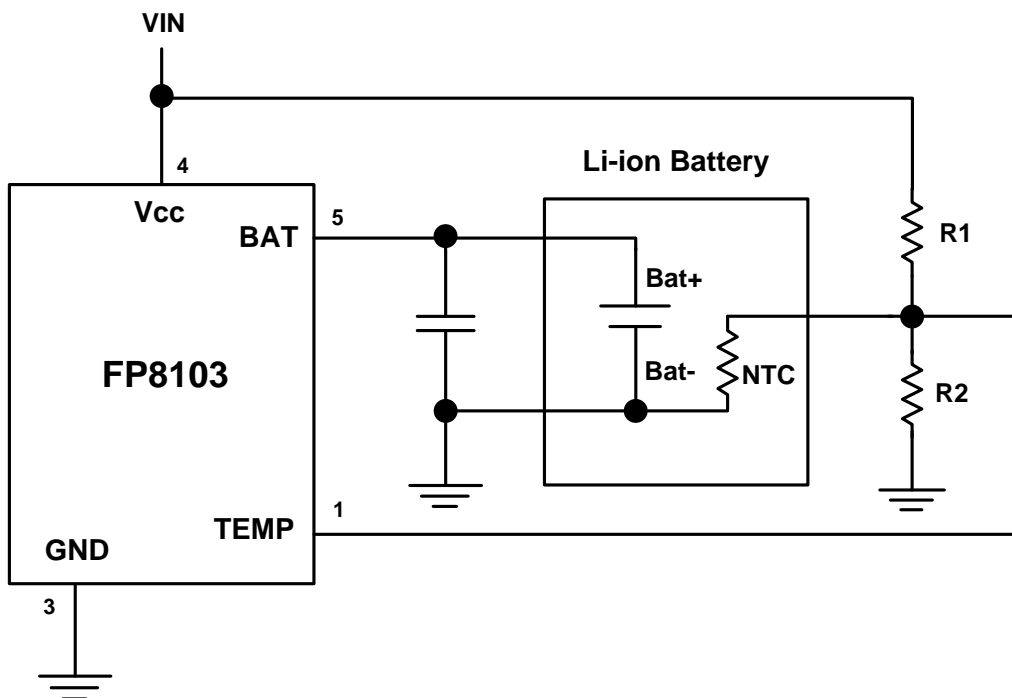 VIN
4
Li-ion Battery
Vcc
5
BAT
R1
Bat+
FP8103
Bat-
NTC
R2
1
TEMP
GND
3